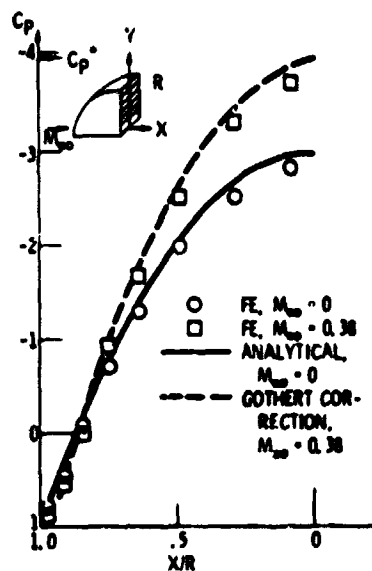 Cp
-4
Cp*
Y
R
M∞
X
-3
-2
-1
0
1
○ FE, M∞ = 0
□ FE, M∞ = 0.38
ANALYTICAL,
M∞ = 0
GOTHERT COR-
RECTION,
M∞ = 0.38
1.0 .5 0
X/R